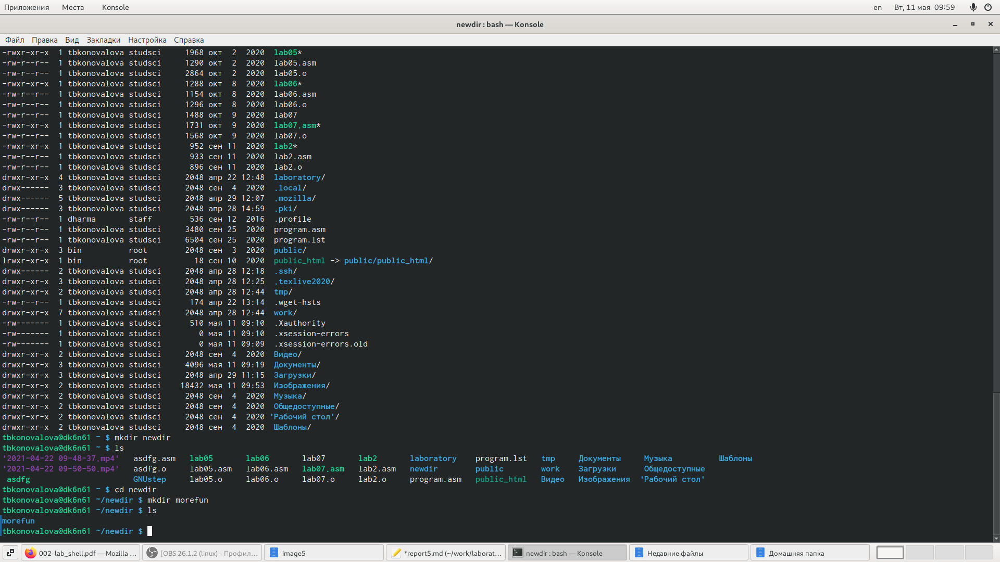 Приложения Места Konsole en Вт, 11 мая 09:59
newdir : bash — Konsole
Файл Правка Вид Закладки Настройка Справка
-rwxr-xr-x 1 tbkonovalova studsci 1968 окт 2 2020 lab05*
-rw-r--r-- 1 tbkonovalova studsci 1290 окт 2 2020 lab05.asm
-rw-r--r-- 1 tbkonovalova studsci 2864 окт 2 2020 lab05.o
-rwxr-xr-x 1 tbkonovalova studsci 1288 окт 8 2020 lab06*
-rw-r--r-- 1 tbkonovalova studsci 1154 окт 8 2020 lab06.asm
-rw-r--r-- 1 tbkonovalova studsci 1296 окт 8 2020 lab06.o
-rw-r--r-- 1 tbkonovalova studsci 1488 окт 9 2020 lab07
-rwxr-xr-x 1 tbkonovalova studsci 1731 окт 9 2020 lab07.asm*
-rw-r--r-- 1 tbkonovalova studsci 1568 окт 9 2020 lab07.o
-rwxr-xr-x 1 tbkonovalova studsci 952 сен 11 2020 lab2*
-rw-r--r-- 1 tbkonovalova studsci 933 сен 11 2020 lab2.asm
-rw-r--r-- 1 tbkonovalova studsci 896 сен 11 2020 lab2.o
drwxr-xr-x 4 tbkonovalova studsci 2048 апр 22 12:48 laboratory/
drwx------ 3 tbkonovalova studsci 2048 сен 4 2020 .local/
drwx------ 5 tbkonovalova studsci 2048 апр 29 12:07 .mozilla/
drwx------ 3 tbkonovalova studsci 2048 апр 28 14:59 .pki/
-rw-r--r-- 1 dharma staff 536 сен 12 2016 .profile
-rw-r--r-- 1 tbkonovalova studsci 3480 сен 25 2020 program.asm
-rw-r--r-- 1 tbkonovalova studsci 6504 сен 25 2020 program.lst
drwxr-xr-x 3 bin root 2048 сен 3 2020 public/
lrwxr-xr-x 1 bin root 18 сен 10 2020 public_html -> public/public_html/
drwx------ 2 tbkonovalova studsci 2048 апр 28 12:18 .ssh/
drwxr-xr-x 3 tbkonovalova studsci 2048 апр 28 12:25 .texlive2020/
drwxr-xr-x 2 tbkonovalova studsci 2048 апр 28 12:44 tmp/
-rw-r--r-- 1 tbkonovalova studsci 174 апр 22 13:14 .wget-hsts
drwxr-xr-x 7 tbkonovalova studsci 2048 апр 28 12:44 work/
-rw------- 1 tbkonovalova studsci 510 мая 11 09:10 .Xauthority
-rw------- 1 tbkonovalova studsci 0 мая 11 09:10 .xsession-errors
-rw------- 1 tbkonovalova studsci 0 мая 11 09:09 .xsession-errors.old
drwxr-xr-x 2 tbkonovalova studsci 2048 сен 4 2020 Видео/
drwxr-xr-x 3 tbkonovalova studsci 4096 мая 11 09:19 Документы/
drwxr-xr-x 3 tbkonovalova studsci 2048 апр 29 11:15 Загрузки/
drwxr-xr-x 2 tbkonovalova studsci 18432 мая 11 09:53 Изображения/
drwxr-xr-x 2 tbkonovalova studsci 2048 сен 4 2020 Музыка/
drwxr-xr-x 2 tbkonovalova studsci 2048 сен 4 2020 Общедоступные/
drwxr-xr-x 2 tbkonovalova studsci 2048 сен 4 2020 'Рабочий стол'/
drwxr-xr-x 2 tbkonovalova studsci 2048 сен 4 2020 Шаблоны/
tbkonovalova@dk6n61 ~ $ mkdir newdir
tbkonovalova@dk6n61 ~ $ ls
'2021-04-22 09-48-37.mp4' asdfg.asm lab05 lab06 lab07 lab2 laboratory program.lst tmp Документы Музыка Шаблоны
'2021-04-22 09-50-50.mp4' asdfg.o lab05.asm lab06.asm lab07.asm lab2.asm newdir public work Загрузки Общедоступные
asdfg GNUstep lab05.o lab06.o lab07.o lab2.o program.asm public_html Видео Изображения 'Рабочий стол'
tbkonovalova@dk6n61 ~ $ cd newdir
tbkonovalova@dk6n61 ~/newdir $ mkdir morefun
tbkonovalova@dk6n61 ~/newdir $ ls
morefun
tbkonovalova@dk6n61 ~/newdir $
002-lab_shell.pdf — Mozilla ... [OBS 26.1.2 (linux) - Профил... image5 *report5.md (~/work/laborat... newdir : bash — Konsole Недавние файлы Домашняя папка